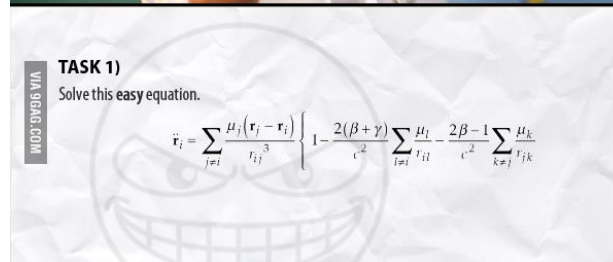 TASK 1)
Solve this easy equation.
r̈ᵢ = ∑_{j≠i} μⱼ(rⱼ − rᵢ) / rᵢⱼ³ { 1 − 2(β + γ) / c² ∑_{l≠i} μₗ / rᵢₗ − 2β − 1 / c² ∑_{k≠j} μₖ / rⱼₖ
VIA 9GAG.COM